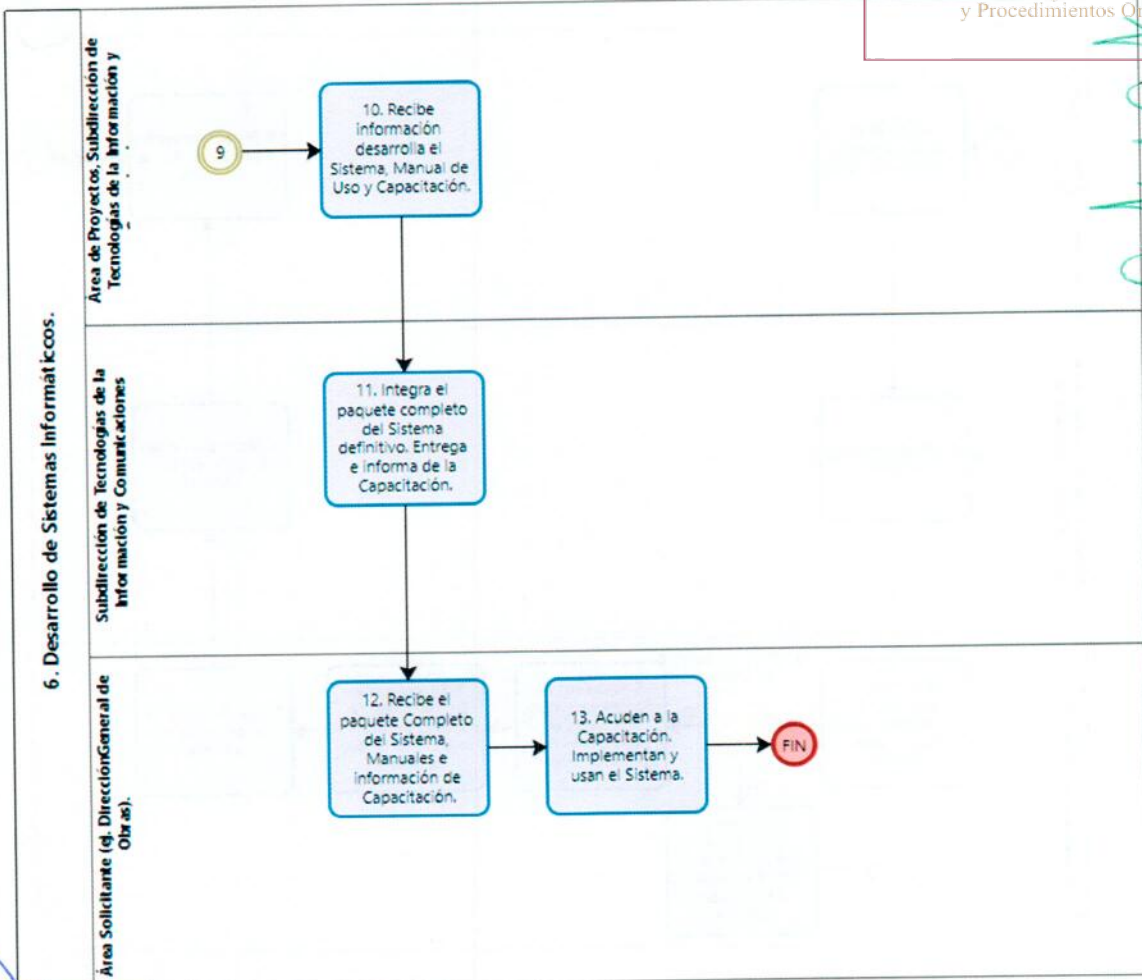 y Procedimientos
6. Desarrollo de Sistemas Informáticcos.
Área de Proyectos, Subdirección de
Tecnologías de la Información y
9
10. Recibe
información
desarrolla el
Sistema, Manual de
Uso y Capacitación.
Subdirección de Tecnologías de la
Información y Comunicaciones
11. Integra el
paquete completo
del Sistema
definitivo. Entrega
e informa de la
Capacitación.
Área Solicitante (ej. DirecciónGeneral de
Obras).
12. Recibe el
paquete Completo
del Sistema,
Manuales e
información de
Capacitación.
13. Acuden a la
Capacitación.
Implementan y
usan el Sistema.
FIN